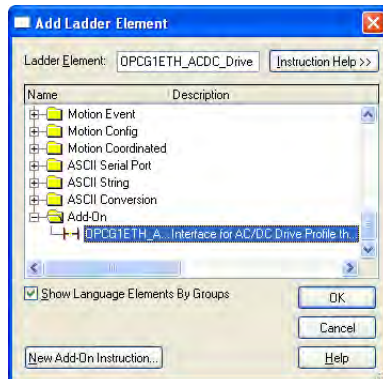 Add Ladder Element
Ladder Element: OPCG1ETH_ACDC_Drive Instruction Help >>
Name Description
Motion Event
Motion Config
Motion Coordinated
ASCII Serial Port
ASCII String
ASCII Conversion
Add-On
OPCG1ETH_A... Interface for AC/DC Drive Profile th...
Show Language Elements By Groups
OK
Cancel
New Add-On Instruction...
Help